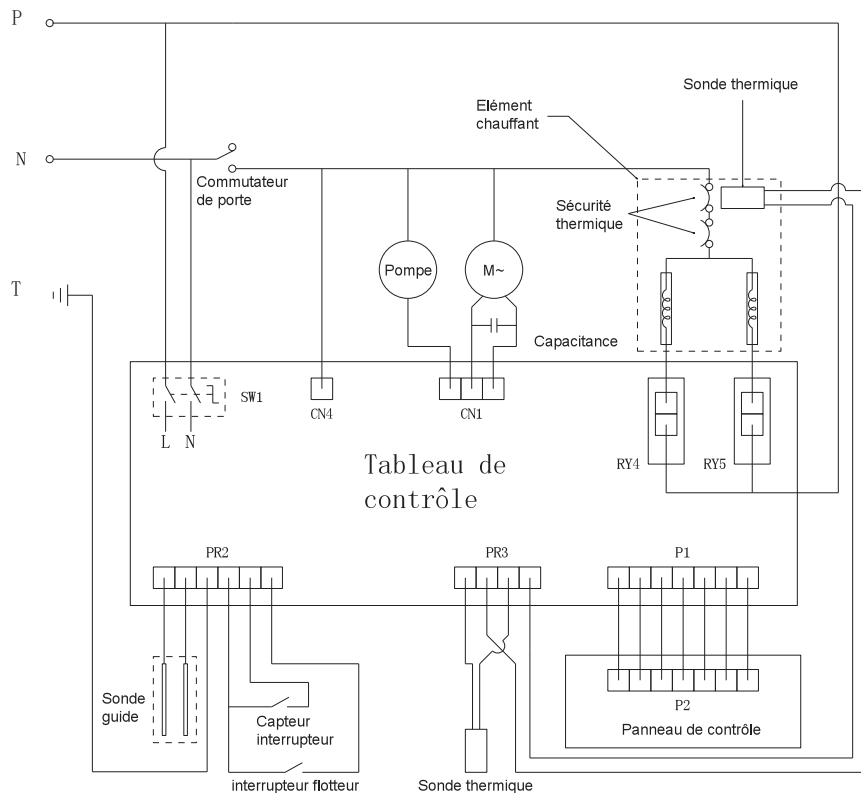 P
Sonde thermique
Elément
chauffant
N
Commutateur
de porte
Sécurité
thermique
Pompe
M~
T
Capacitance
SW1
CN4
CN1
L N
RY4
RY5
Tableau de
contrôle
PR2
PR3
P1
Sonde
guide
Capteur
interrupteur
P2
Panneau de contrôle
interrupteur flotteur
Sonde thermique